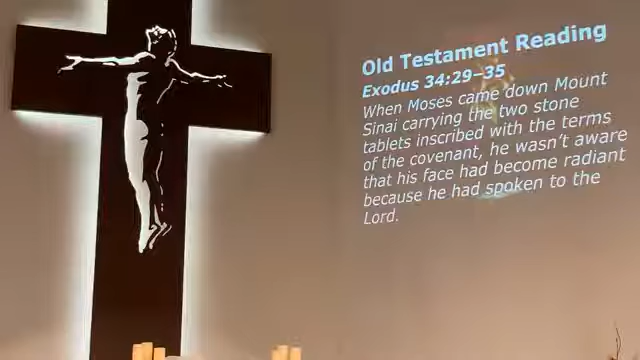 Old Testament Reading
Exodus 34:29–35
When Moses came down Mount
Sinai carrying the two stone
tablets inscribed with the terms
of the covenant, he wasn't aware
that his face had become radiant
because he had spoken to the
Lord.